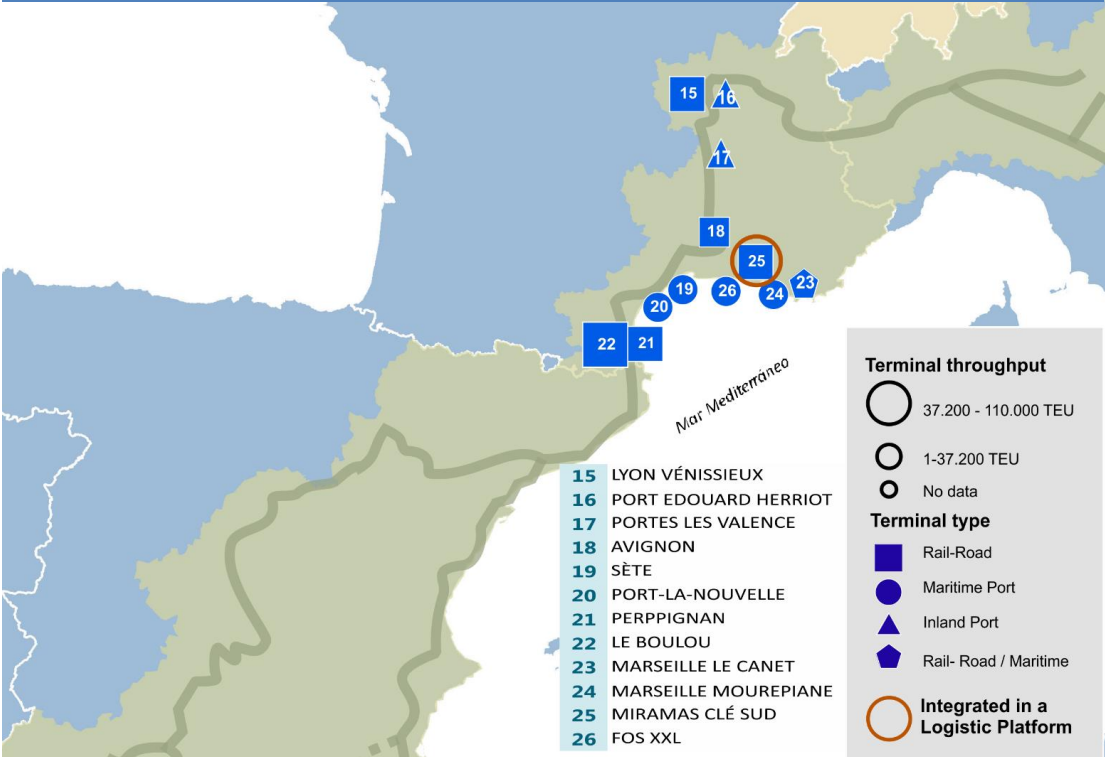 15
16
17
18
25
23
19
26
24
20
22
21
Mar Mediterráneo
15 LYON VÉNISSIEUX
16 PORT EDOUARD HERRIOT
17 PORTES LES VALENCE
18 AVIGNON
19 SÈTE
20 PORT-LA-NOUVELLE
21 PERPPIGNAN
22 LE BOULOU
23 MARSEILLE LE CANET
24 MARSEILLE MOUREPIANE
25 MIRAMAS CLÉ SUD
26 FOS XXL
Terminal throughput
37.200 - 110.000 TEU
1-37.200 TEU
No data
Terminal type
Rail-Road
Maritime Port
Inland Port
Rail- Road / Maritime
Integrated in a
Logistic Platform